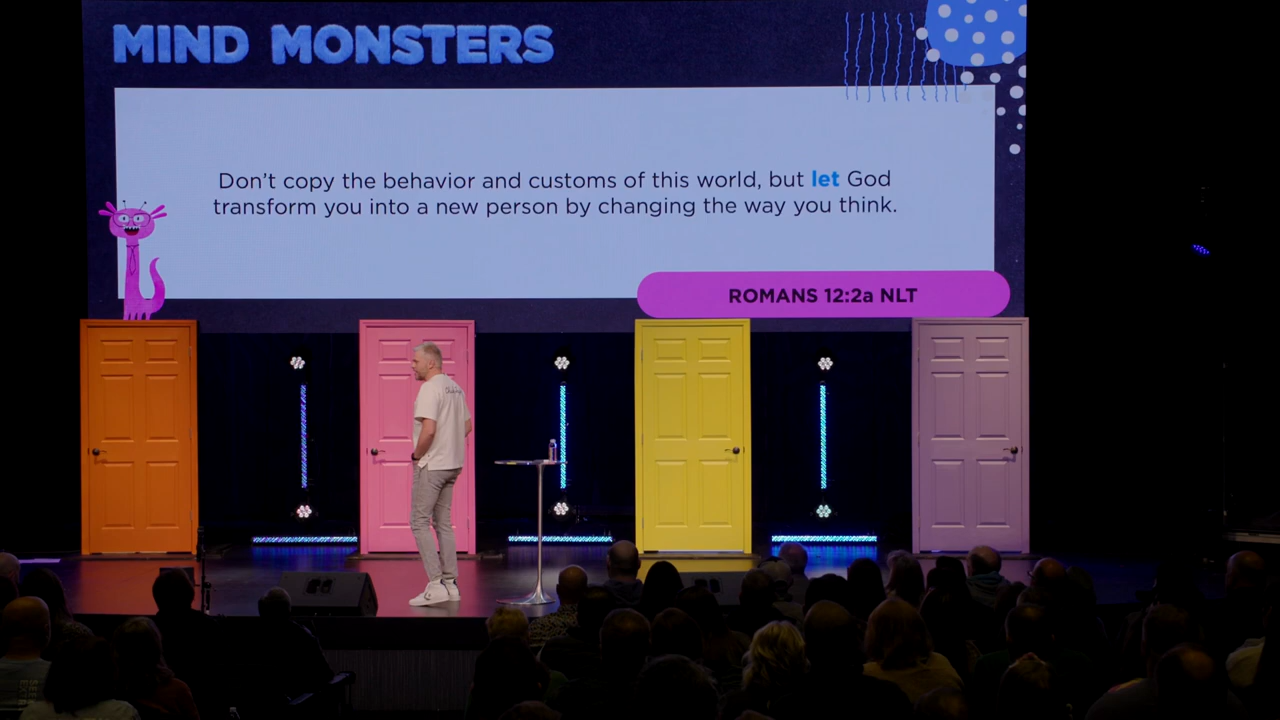 MIND MONSTERS
Don’t copy the behavior and customs of this world, but let God
transform you into a new person by changing the way you think.
ROMANS 12:2a NLT